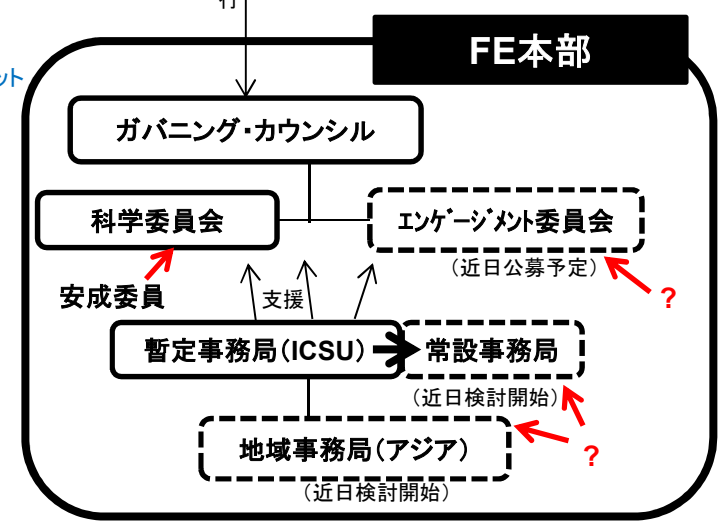 行
FE本部
ット
ガバニング・カウンシル
科学委員会
エンゲージメント委員会
(近日公募予定)
安成委員
支援
?
暫定事務局(ICSU)
常設事務局
(近日検討開始)
地域事務局(アジア)
?
(近日検討開始)